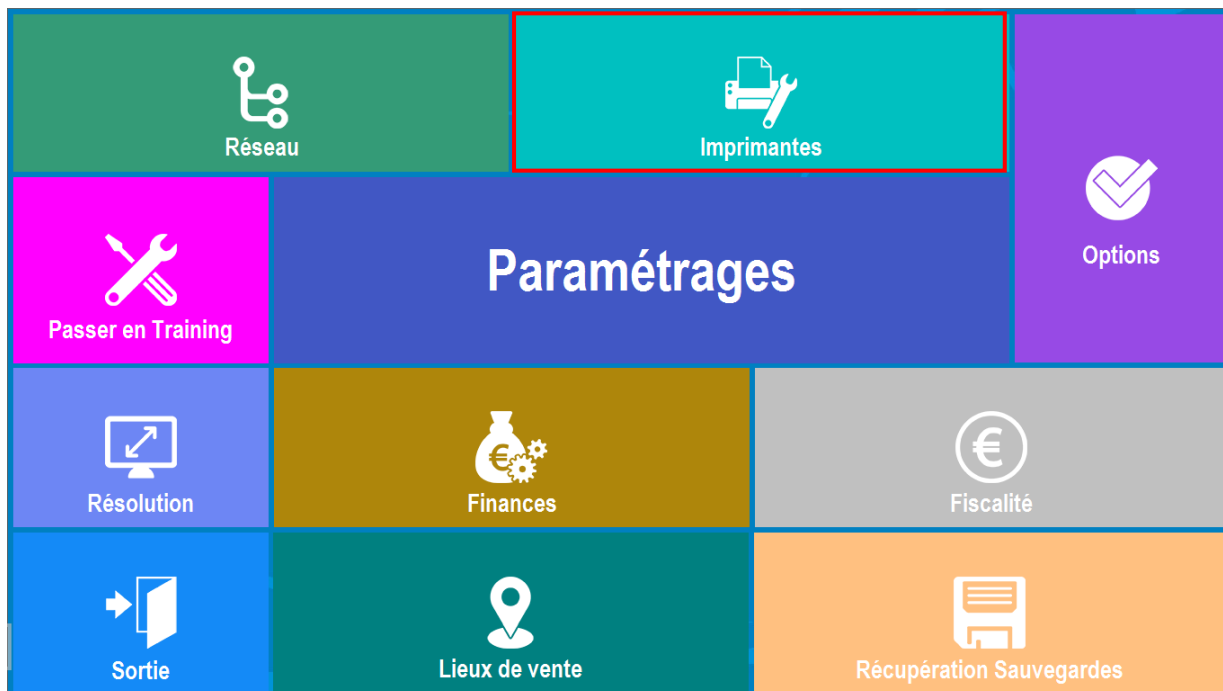 Réseau
Imprimantes
Options
Passer en Training
Paramétrages
Résolution
Finances
Fiscalité
Sortie
Lieux de vente
Récupération Sauvegardes